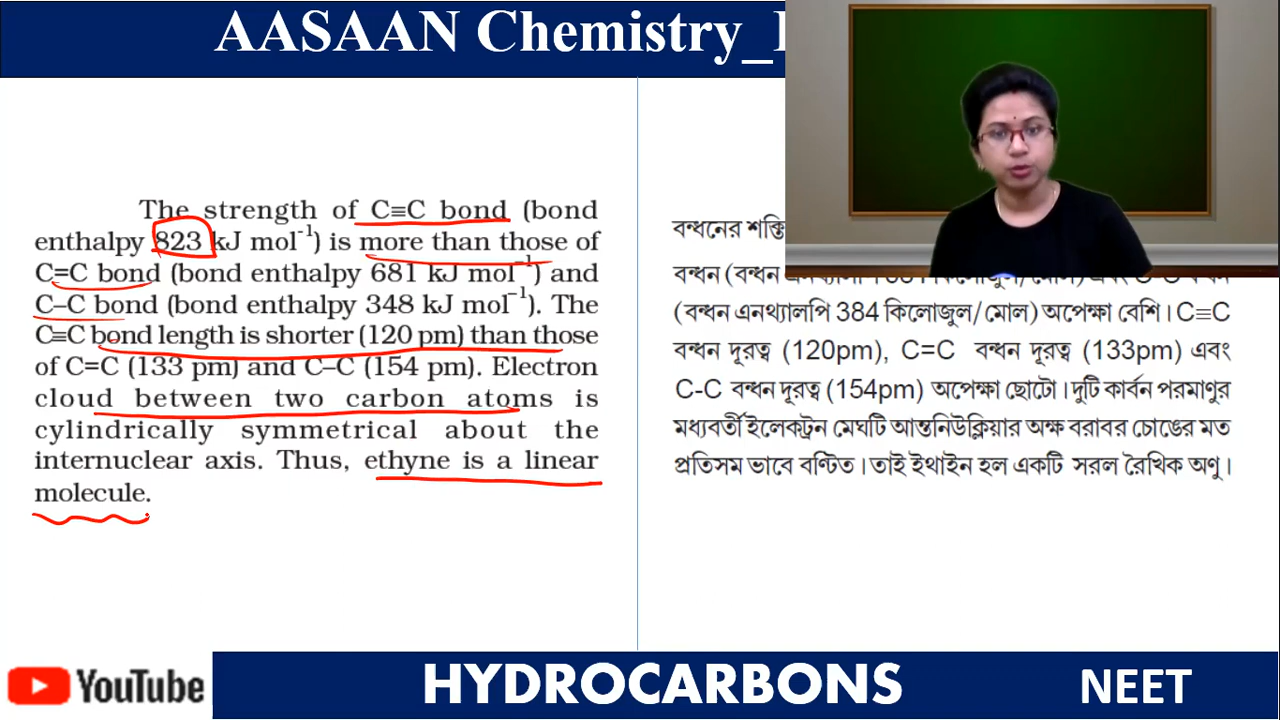 AASAAN Chemistry_
The strength of C≡C bond (bond
enthalpy 823 kJ mol⁻¹) is more than those of
C=C bond (bond enthalpy 681 kJ mol⁻¹) and
C–C bond (bond enthalpy 348 kJ mol⁻¹). The
C≡C bond length is shorter (120 pm) than those
of C=C (133 pm) and C–C (154 pm). Electron
cloud between two carbon atoms is
cylindrically symmetrical about the
internuclear axis. Thus, ethyne is a linear
molecule.
বন্ধনের শক্তি
বন্ধন (বন্ধন
(বন্ধন এনথ্যালপি 384 কিলোজুল/মোল) অপেক্ষা বেশি। C≡C
বন্ধন দূরত্ব (120pm), C=C বন্ধন দূরত্ব (133pm) এবং
C-C বন্ধন দূরত্ব (154pm) অপেক্ষা ছোটো। দুটি কার্বন পরমাণুর
মধ্যবর্তী ইলেকট্রন মেঘটি আন্তনিউক্লিয়ার অক্ষ বরাবর চোঙের মত
প্রতিসম ভাবে বণ্টিত। তাই ইথাইন হল একটি সরল রৈখিক অণু।
YouTube
HYDROCARBONS
NEET